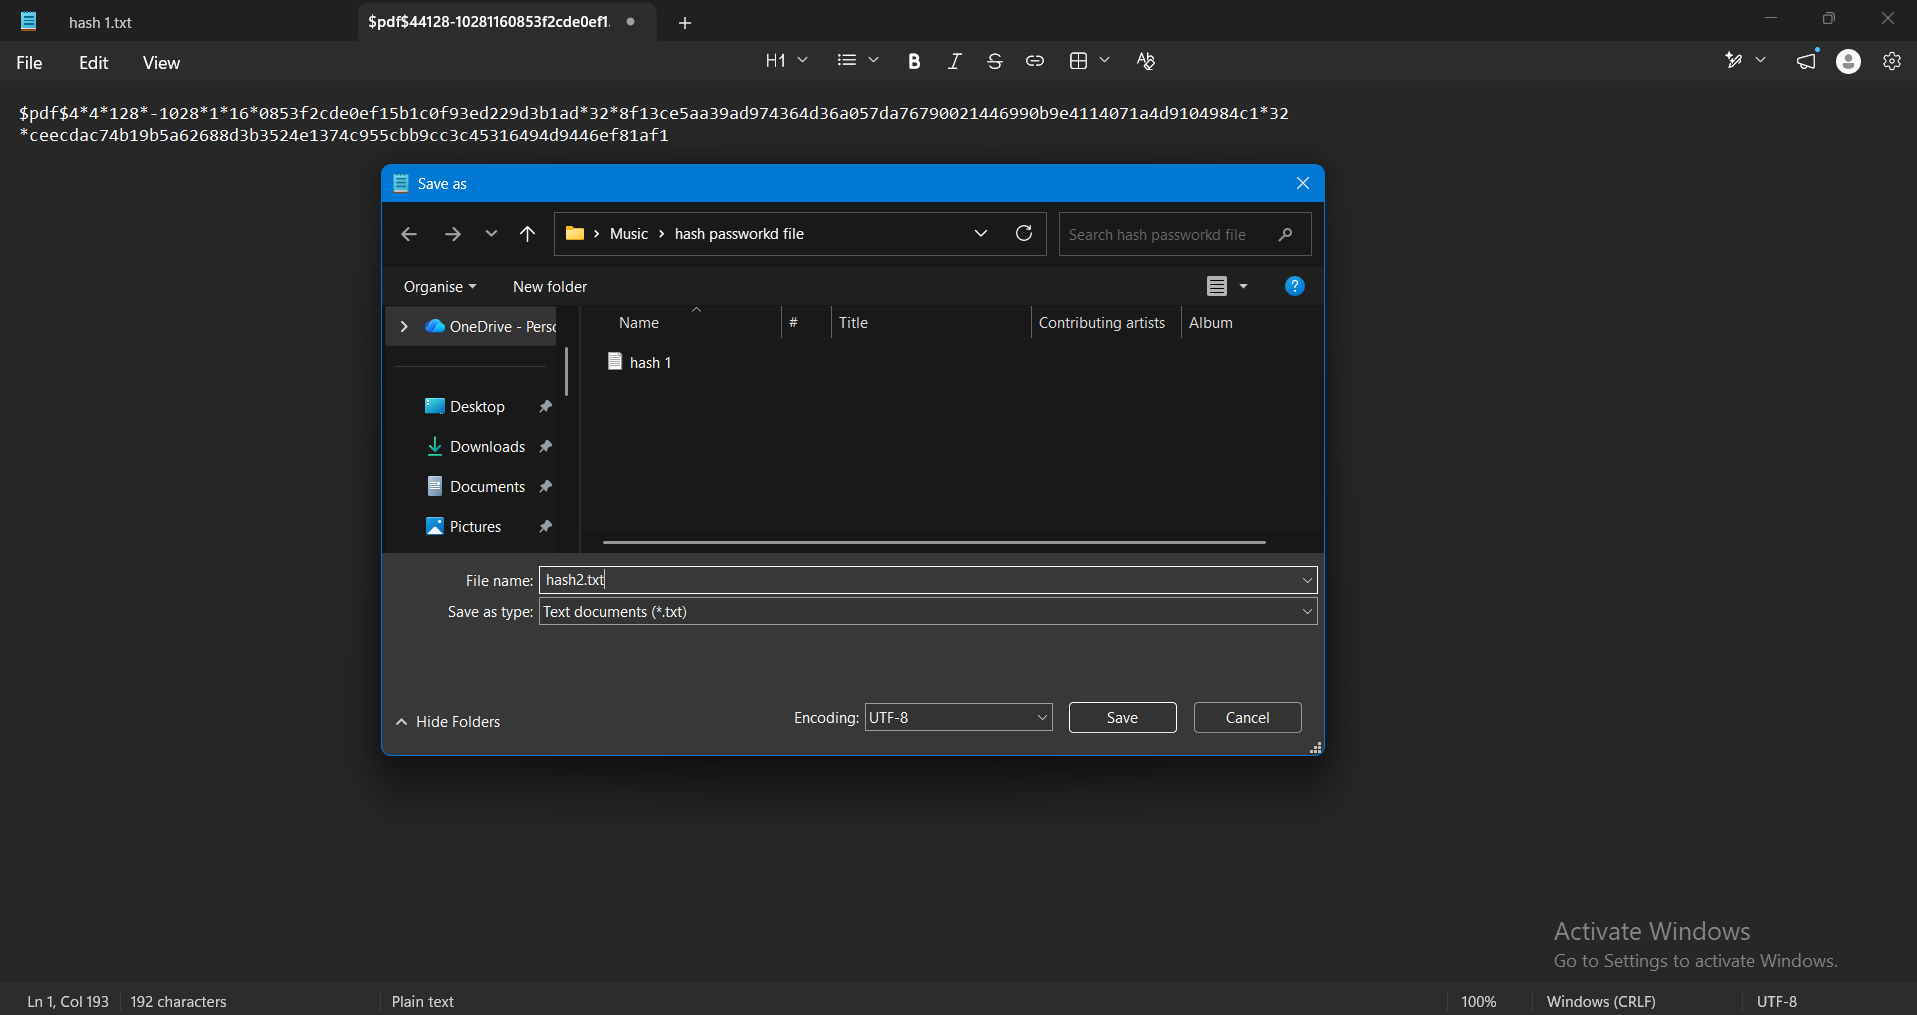 hash 1.txt
$pdf$44128-10281160853f2cde0ef1.
File Edit View
H1
$pdf$4*4*128*-1028*1*16*0853f2cde0ef15b1c0f93ed229d3b1ad*32*8f13ce5aa39ad974364d36a057da76790021446990b9e4114071a4d9104984c1*32
*ceecdac74b19b5a62688d3b3524e1374c955cbb9cc3c45316494d9446ef81af1
Save as
Music > hash passworkd file
Search hash passworkd file
Organise New folder
OneDrive - Perso
Name # Title Contributing artists Album
hash 1
Desktop
Downloads
Documents
Pictures
File name: hash2.txt
Save as type: Text documents (*.txt)
Hide Folders
Encoding: UTF-8 Save Cancel
Activate Windows
Go to Settings to activate Windows.
Ln 1, Col 193 192 characters Plain text 100% Windows (CRLF) UTF-8